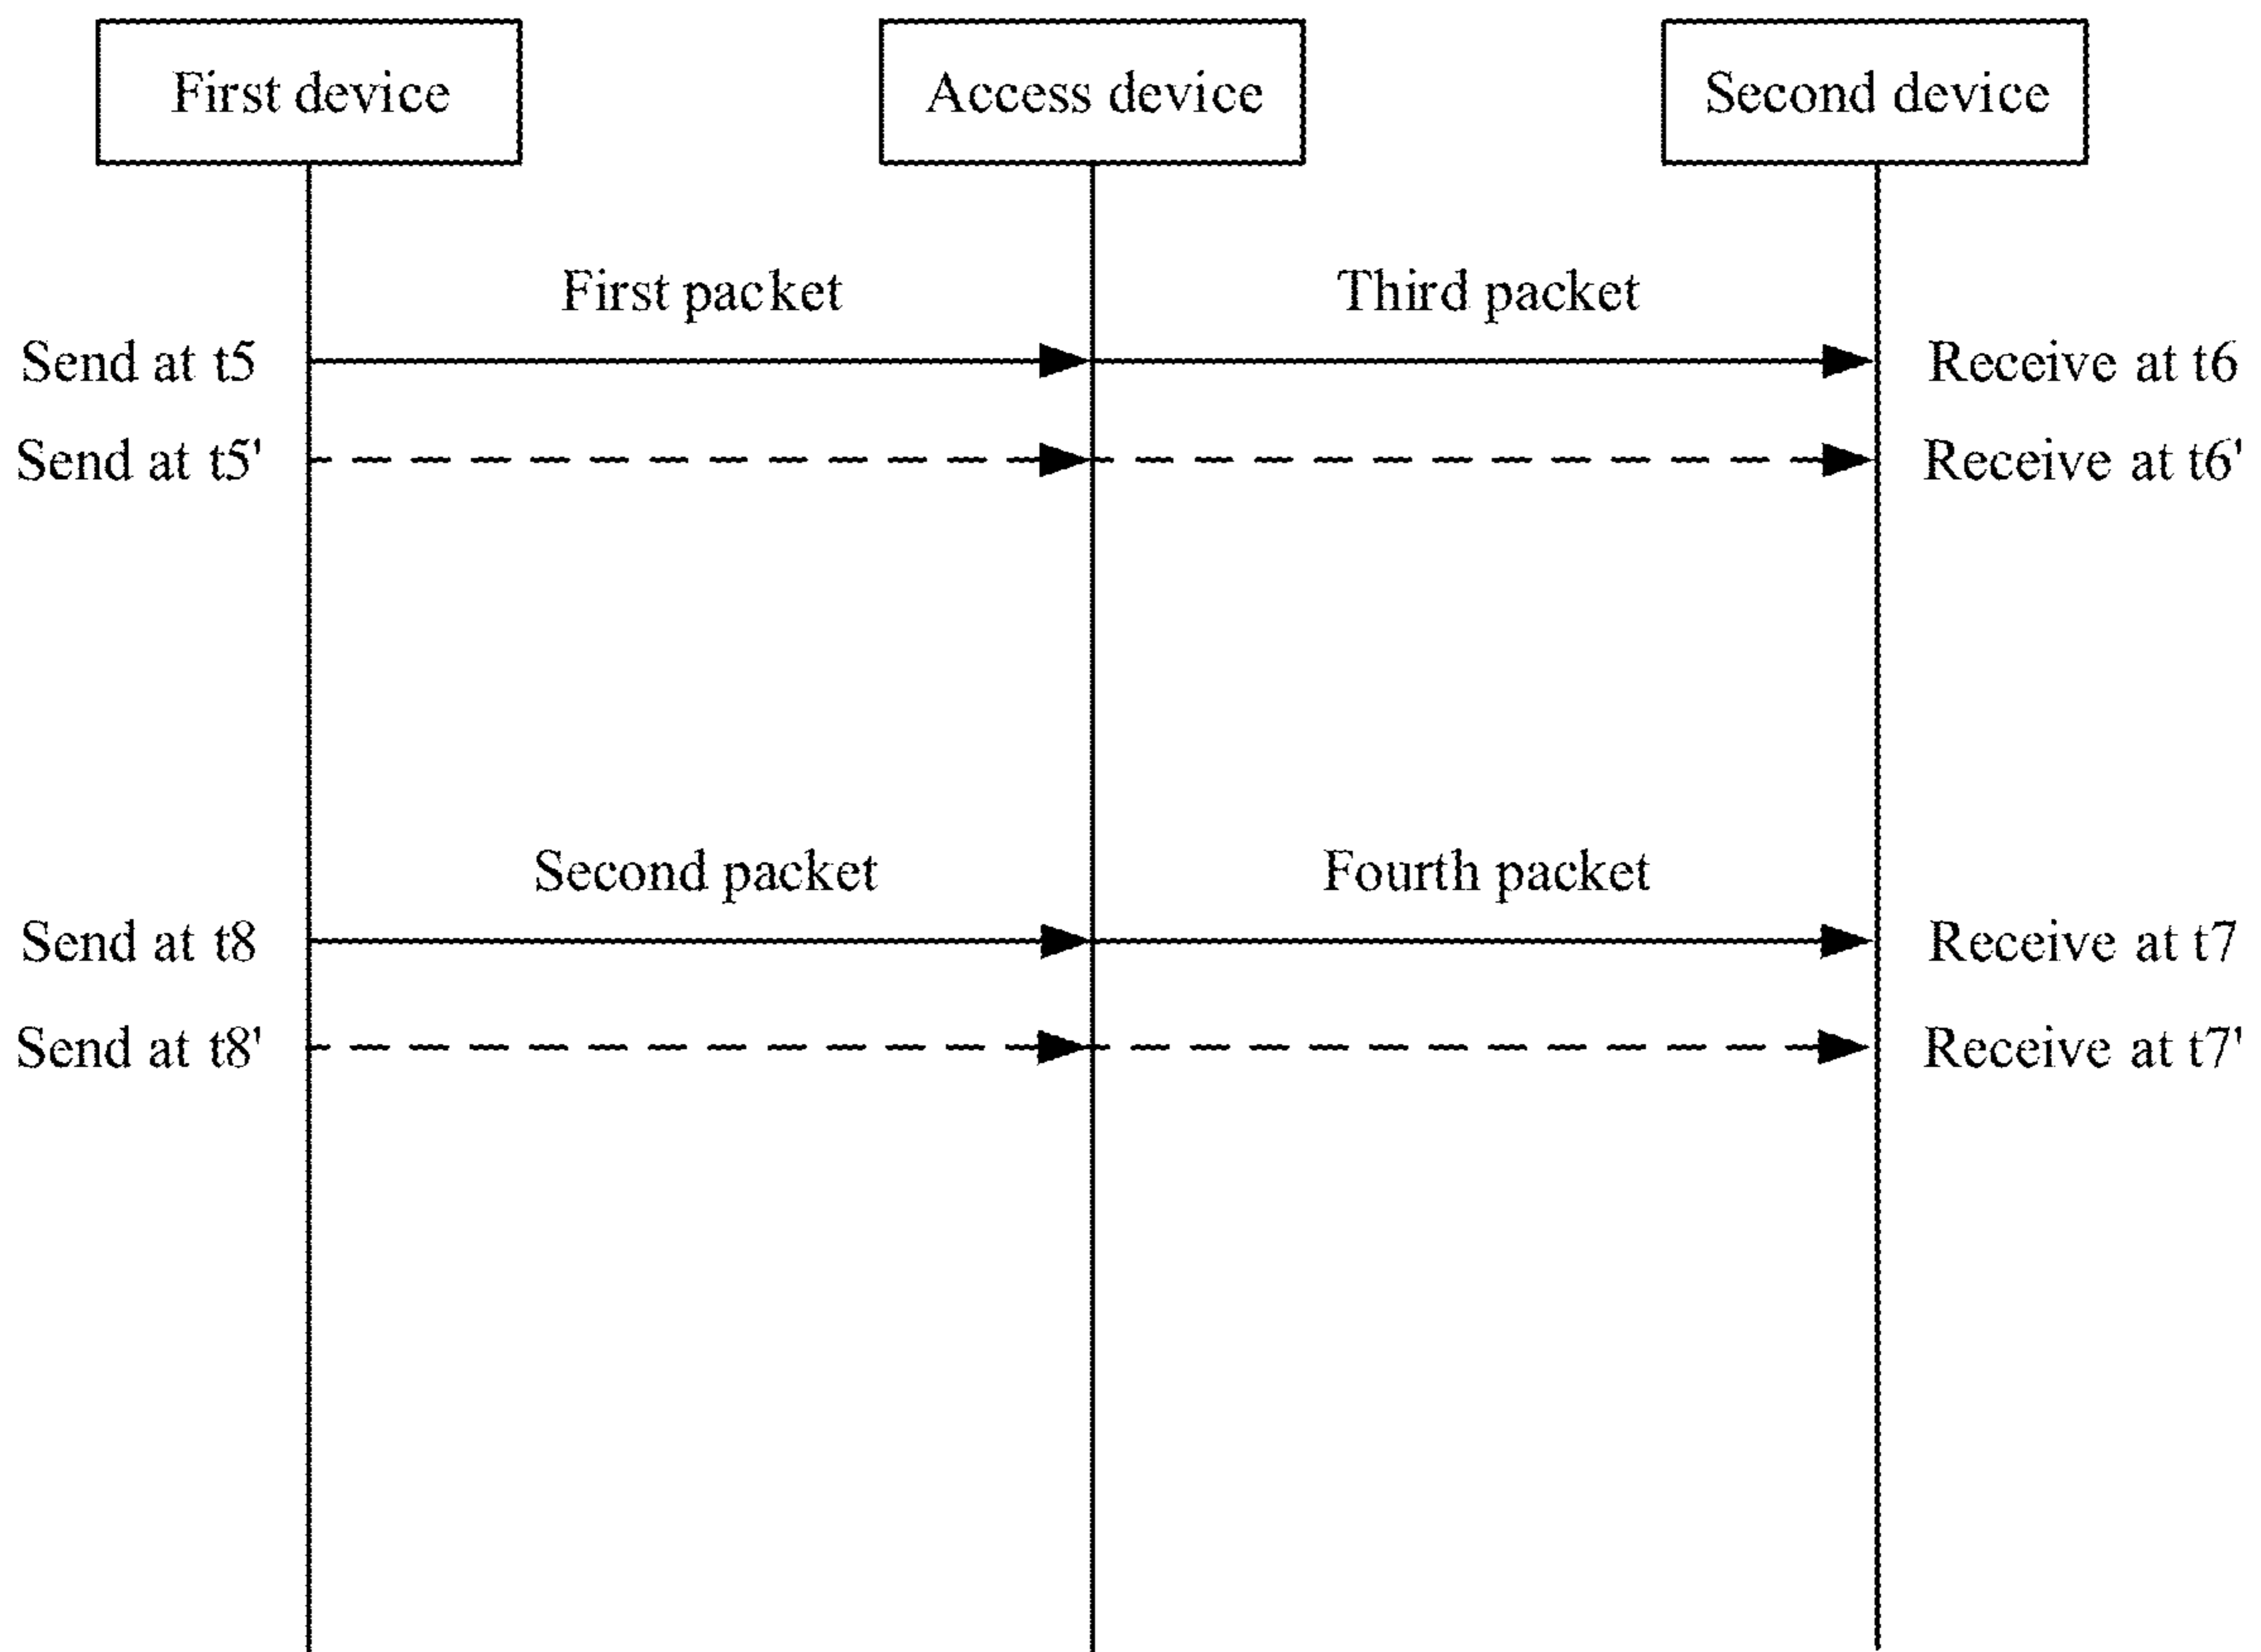 First device
Access device
Second device
First packet
Third packet
Send at t5
Receive at t6
Send at t5'
Receive at t6'
Second packet
Fourth packet
Send at t8
Receive at t7
Send at t8'
Receive at t7'